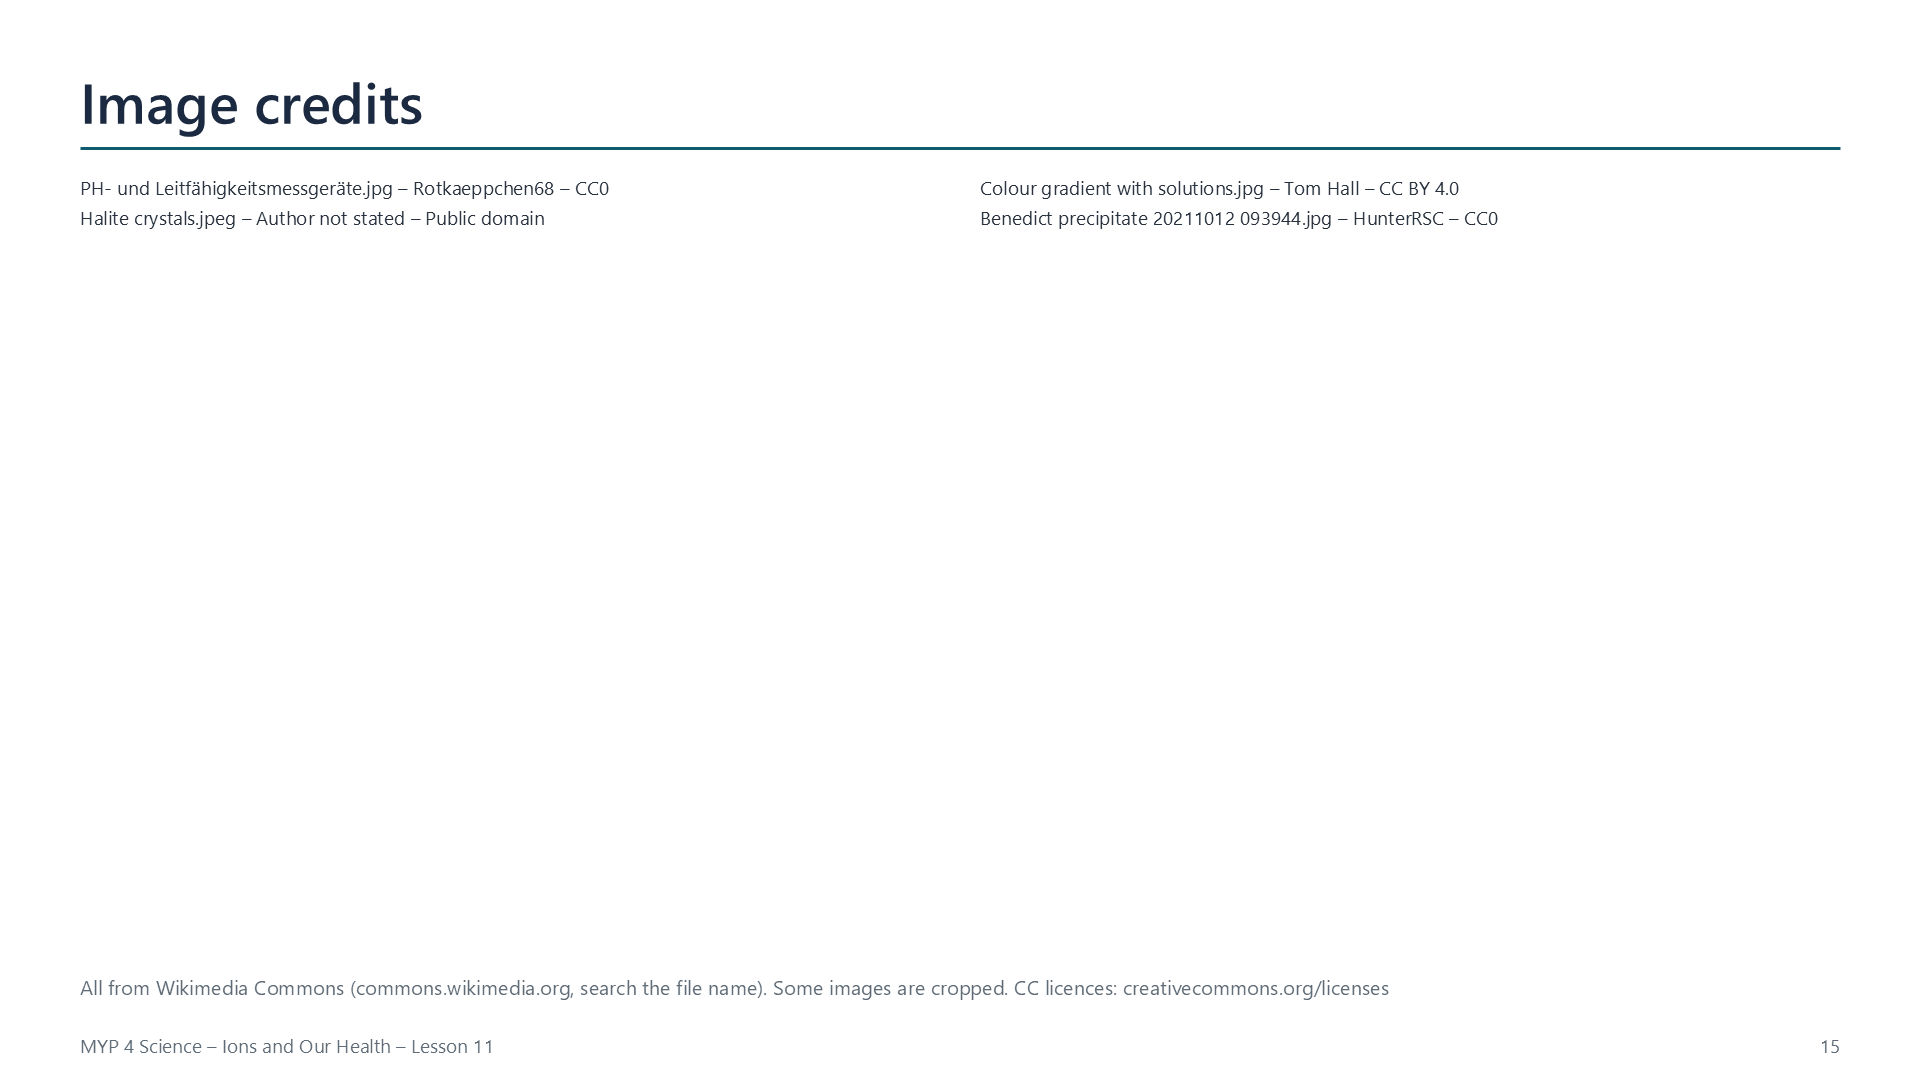 Image credits
PH- und Leitfähigkeitsmessgeräte.jpg – Rotkaeppchen68 – CC0
Halite crystals.jpeg – Author not stated – Public domain
Colour gradient with solutions.jpg – Tom Hall – CC BY 4.0
Benedict precipitate 20211012 093944.jpg – HunterRSC – CC0
All from Wikimedia Commons (commons.wikimedia.org, search the file name). Some images are cropped. CC licences: creativecommons.org/licenses
MYP 4 Science – Ions and Our Health – Lesson 11
15